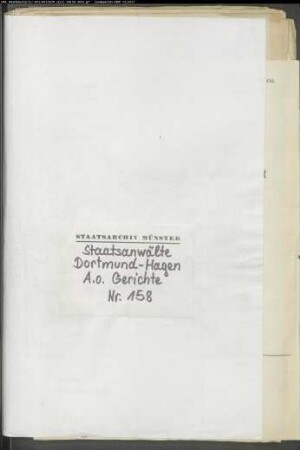 STAATSARCHIV MÜNSTER
Staatsanwälte
Dortmund-Hagen
A.o. Gerichte
Nr. 158